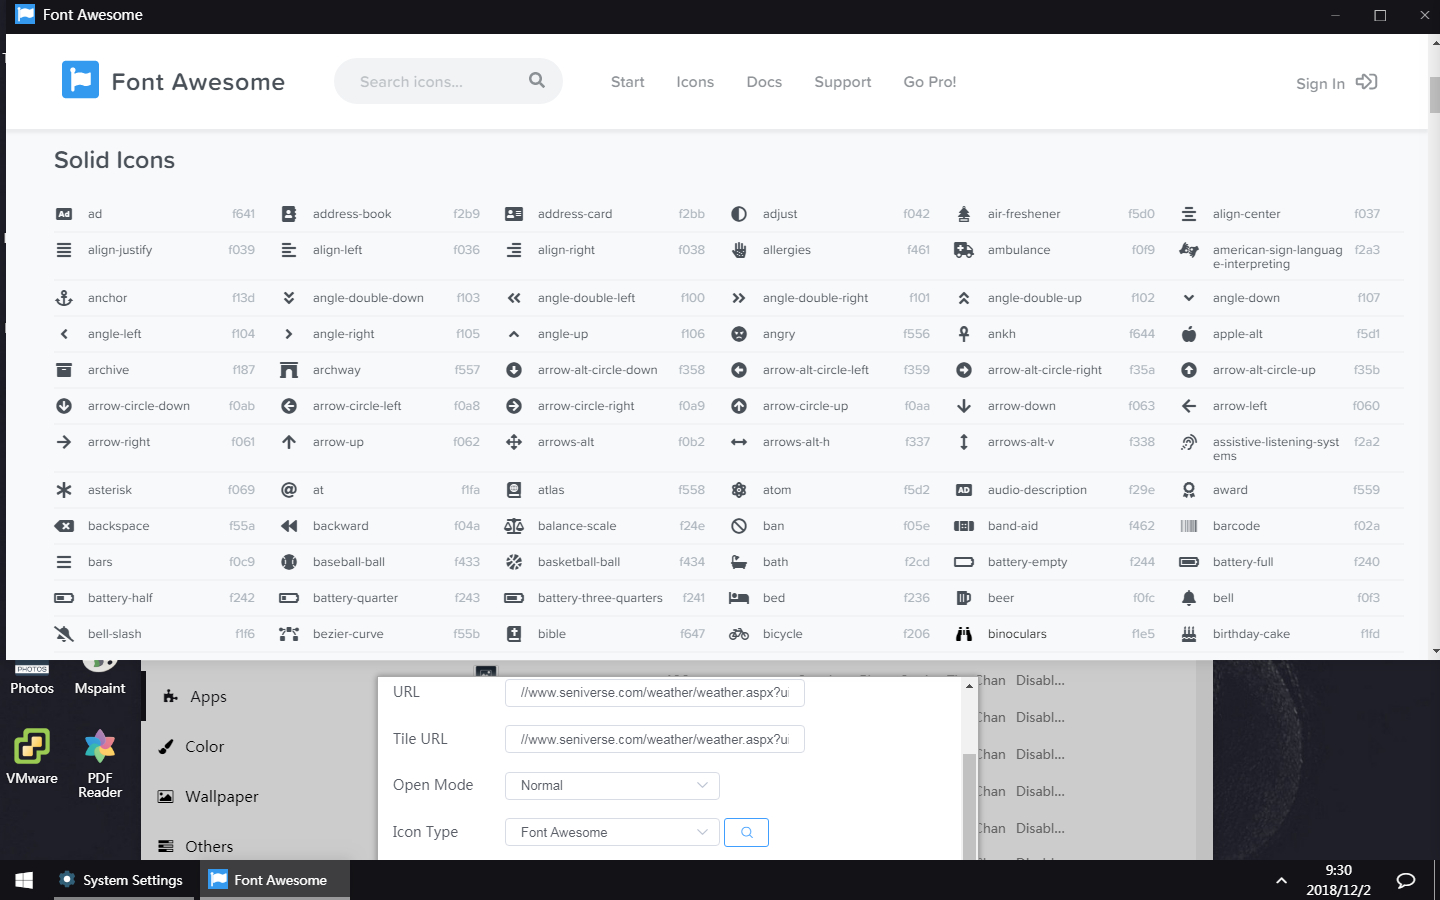 Font Awesome
Font Awesome
Search icons...
Start
Icons
Docs
Support
Go Pro!
Sign In
Solid Icons
ad f641 address-book f2b9 address-card f2bb adjust f042 air-freshener f5d0 align-center f037
align-justify f039 align-left f036 align-right f038 allergies f461 ambulance f0f9 american-sign-languag f2a3
e-interpreting
anchor f13d angle-double-down f103 angle-double-left f100 angle-double-right f101 angle-double-up f102 angle-down f107
angle-left f104 angle-right f105 angle-up f106 angry f556 ankh f644 apple-alt f5d1
archive f187 archway f557 arrow-alt-circle-down f358 arrow-alt-circle-left f359 arrow-alt-circle-right f35a arrow-alt-circle-up f35b
arrow-circle-down f0ab arrow-circle-left f0a8 arrow-circle-right f0a9 arrow-circle-up f0aa arrow-down f063 arrow-left f060
arrow-right f061 arrow-up f062 arrows-alt f0b2 arrows-alt-h f337 arrows-alt-v f338 assistive-listening-syst f2a2
ems
asterisk f069 at f1fa atlas f558 atom f5d2 audio-description f29e award f559
backspace f55a backward f04a balance-scale f24e ban f05e band-aid f462 barcode f02a
bars f0c9 baseball-ball f433 basketball-ball f434 bath f2cd battery-empty f244 battery-full f240
battery-half f242 battery-quarter f243 battery-three-quarters f241 bed f236 beer f0fc bell f0f3
bell-slash f1f6 bezier-curve f55b bible f647 bicycle f206 binoculars f1e5 birthday-cake f1fd
PHOTOS
Photos
Mspaint
VMware
PDF
Reader
Apps
Color
Wallpaper
Others
URL //www.seniverse.com/weather/weather.aspx?ui
Tile URL //www.seniverse.com/weather/weather.aspx?ui
Open Mode Normal
Icon Type Font Awesome
Chan Disabl...
Chan Disabl...
Chan Disabl...
Chan Disabl...
Chan Disabl...
System Settings
Font Awesome
9:30
2018/12/2